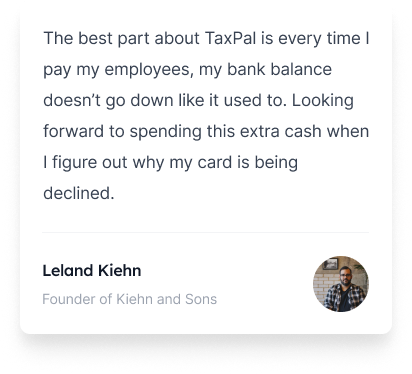 The best part about TaxPal is every time I
pay my employees, my bank balance
doesn’t go down like it used to. Looking
forward to spending this extra cash when
I figure out why my card is being
declined.
Leland Kiehn
Founder of Kiehn and Sons